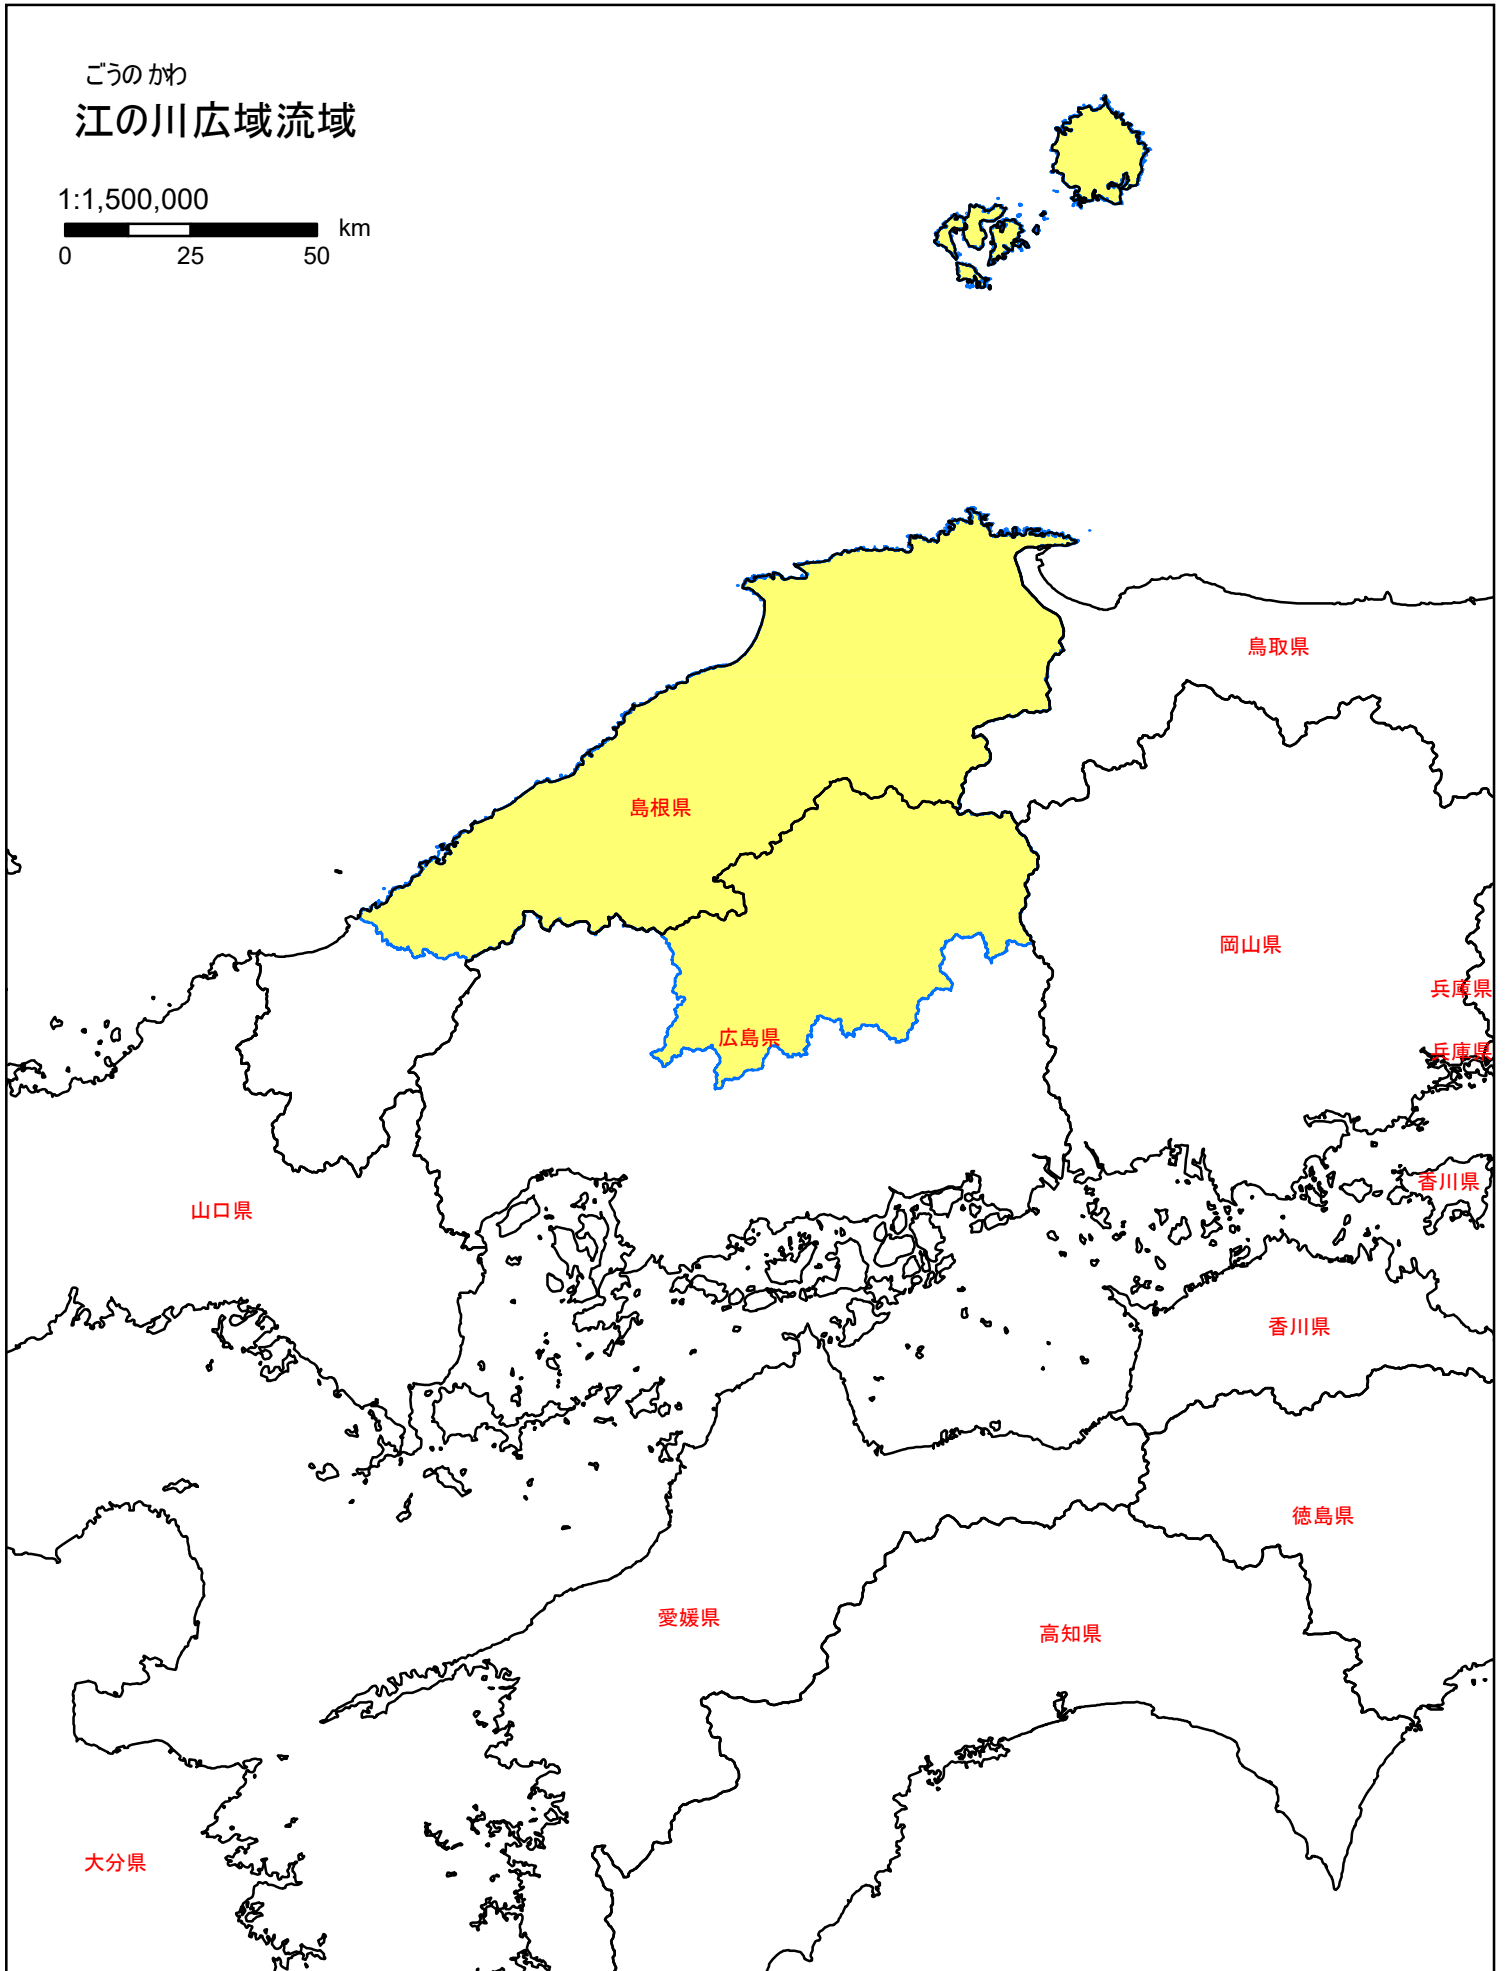 ごうの かわ
江の川広域流域
1:1,500,000
km
0 25 50
鳥取県
島根県
岡山県
兵庫県
広島県
兵庫県
香川県
山口県
香川県
徳島県
愛媛県
高知県
大分県